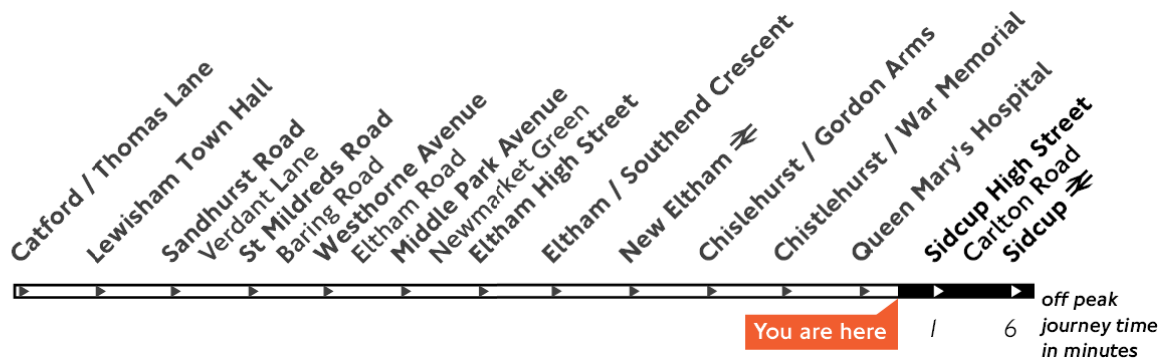 Catford / Thomas Lane
Lewisham Town Hall
Sandhurst Road
Verdant Lane
St Mildreds Road
Baring Road
Westhorne Avenue
Eltham Road
Middle Park Avenue
Newmarket Green
Eltham High Street
Eltham / Southend Crescent
New Eltham
Chislehurst / Gordon Arms
Chistlehurst / War Memorial
Queen Mary's Hospital
Sidcup High Street
Carlton Road
Sidcup
You are here
1
6
off peak
journey time
in minutes